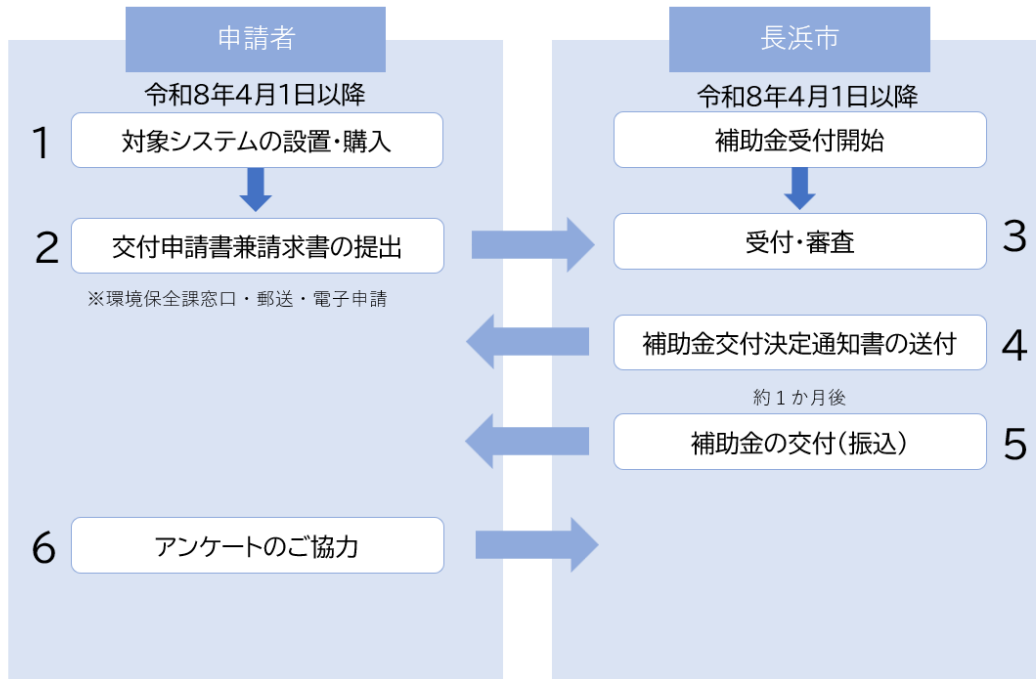 申請者
長浜市
令和8年4月1日以降
令和8年4月1日以降
1
対象システムの設置・購入
補助金受付開始
2
交付申請書兼請求書の提出
受付・審査
3
※環境保全課窓口・郵送・電子申請
補助金交付決定通知書の送付
4
約1か月後
補助金の交付(振込)
5
6
アンケートのご協力